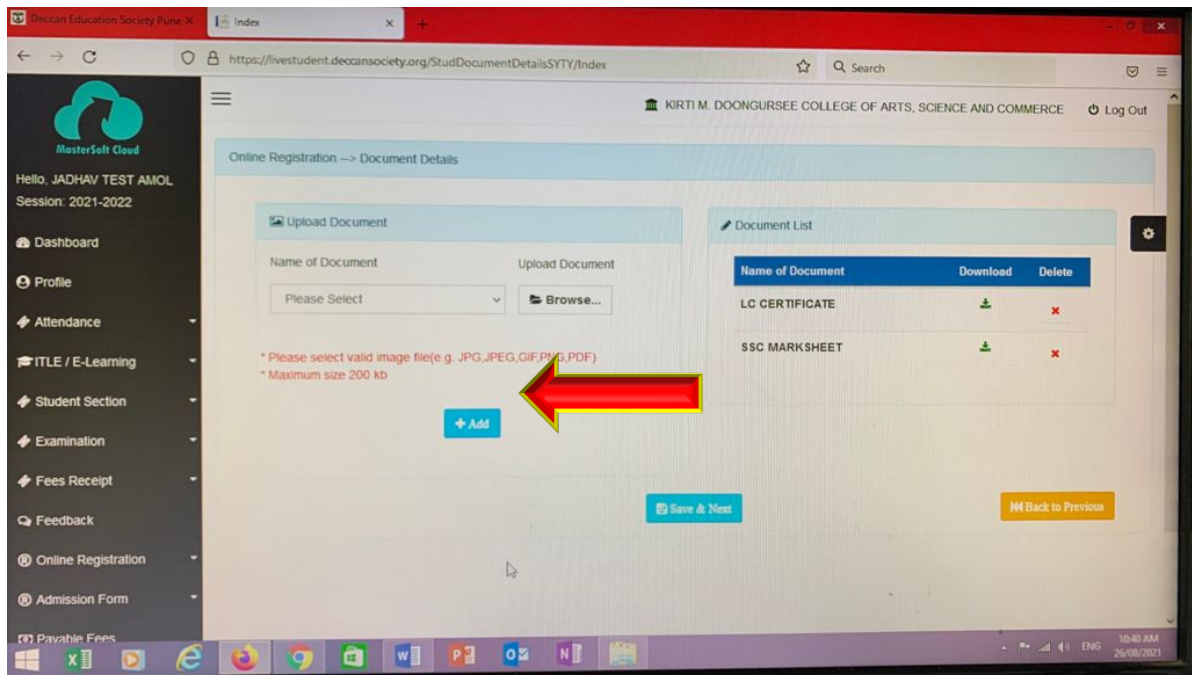 Deccan Education Society Pune ×
Index ×
https://livestudent.deccansociety.org/StudDocumentDetailsSYTY/Index
Search
KIRTI M. DOONGURSEE COLLEGE OF ARTS, SCIENCE AND COMMERCE
Log Out
MasterSoft Cloud
Hello, JADHAV TEST AMOL
Session: 2021-2022
Dashboard
Profile
Attendance
ITLE / E-Learning
Student Section
Examination
Fees Receipt
Feedback
Online Registration
Admission Form
Payable Fees
Online Registration --> Document Details
Upload Document
Name of Document Upload Document
Please Select Browse...
* Please select valid image file(e.g. JPG,JPEG,GIF,PNG,PDF)
* Maximum size 200 kb
+ Add
Document List
Name of Document Download Delete
LC CERTIFICATE
SSC MARKSHEET
Save & Next
Back to Previous
ENG
10:40 AM
26/08/2021